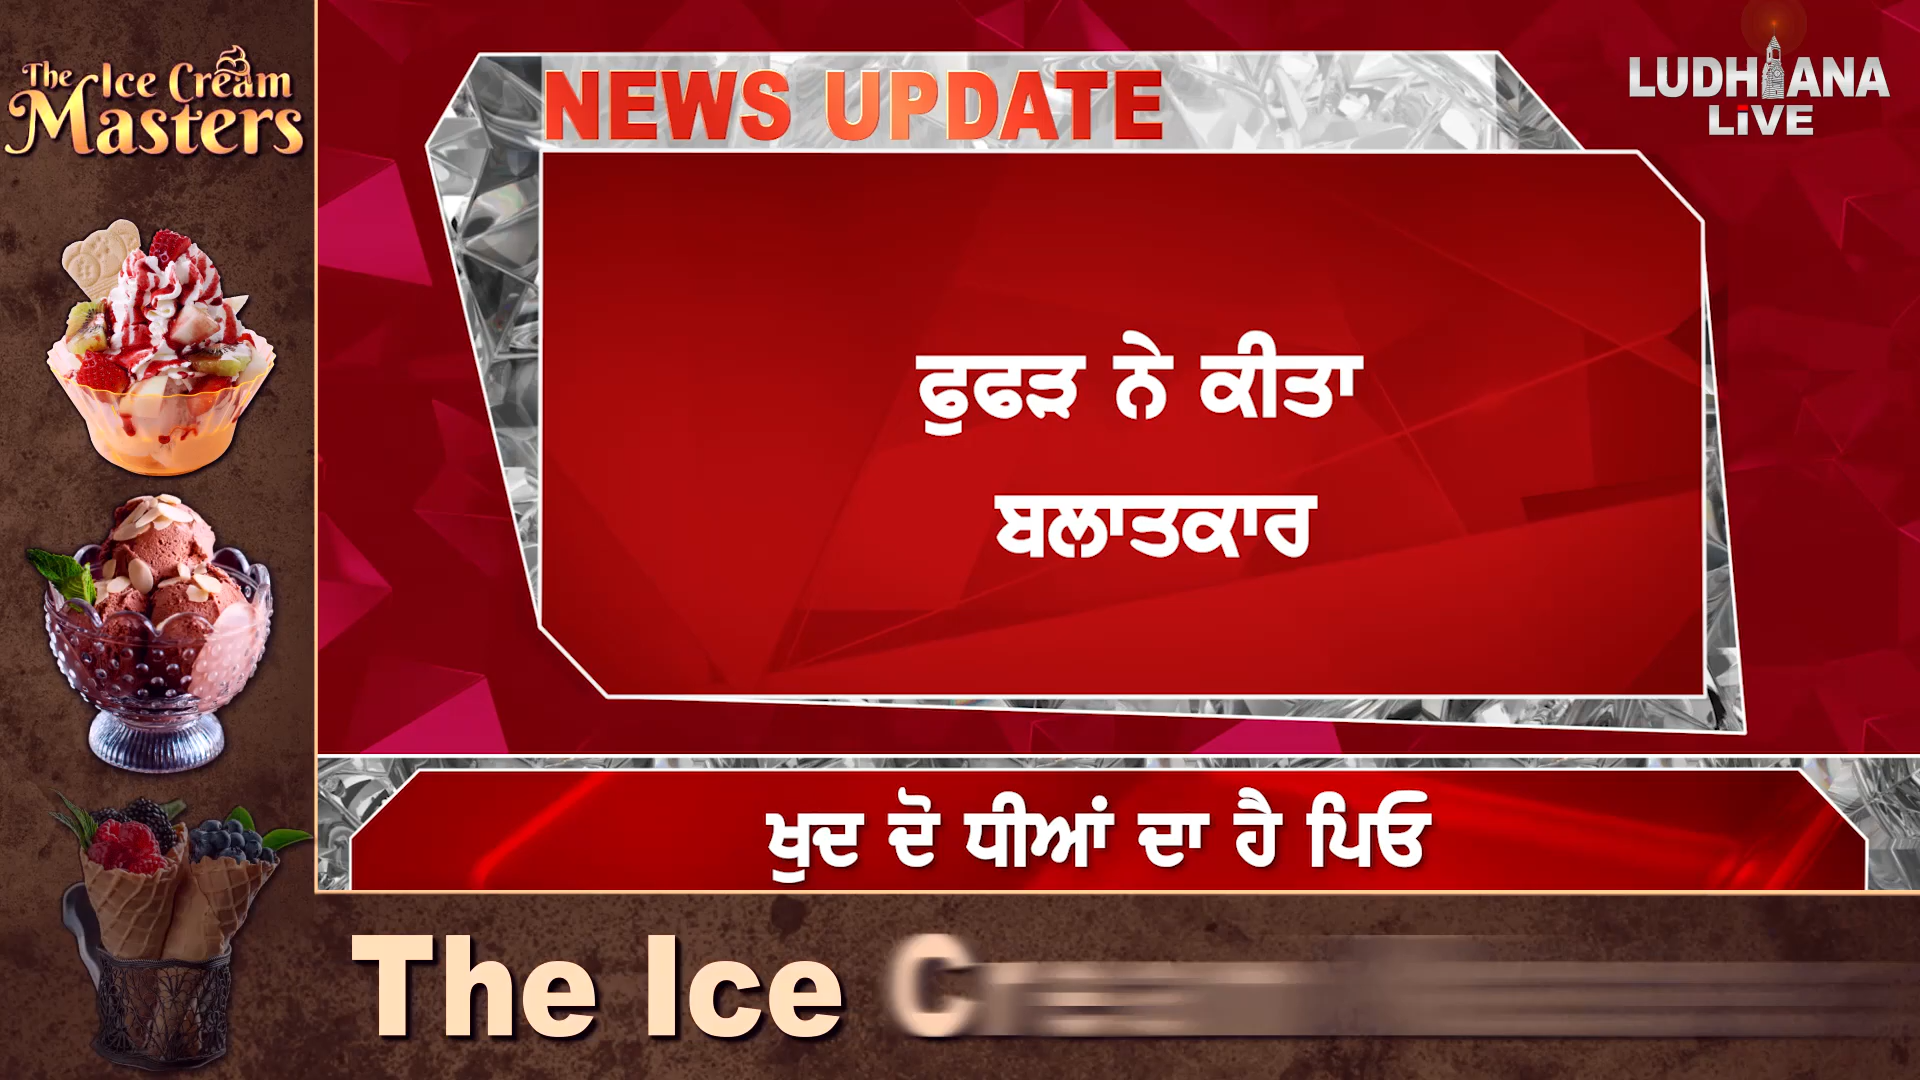 The Ice Cream
Masters
NEWS UPDATE
LUDHIANA
LiVE
ਫੁਫੜ ਨੇ ਕੀਤਾ
ਬਲਾਤਕਾਰ
ਖੁਦ ਦੋ ਧੀਆਂ ਦਾ ਹੈ ਪਿਓ
The Ice